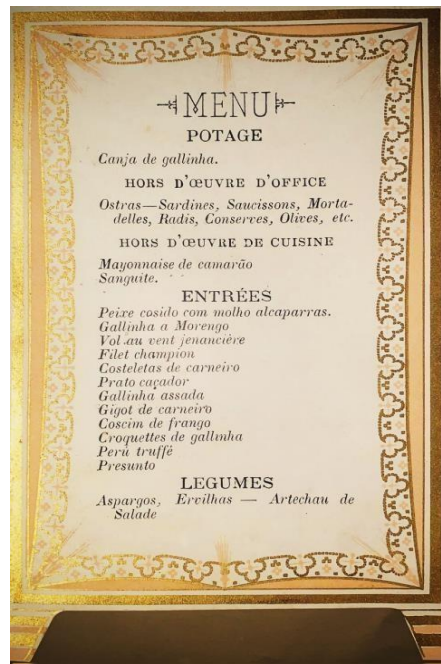 MENU
POTAGE
Canja de gallinha.
HORS D'ŒUVRE D'OFFICE
Ostras—Sardines, Saucissons, Morta-
delles, Radis, Conserves, Olives, etc.
HORS D'ŒUVRE DE CUISINE
Mayonnaise de camarão
Sanguite.
ENTRÉES
Peixe cosido com molho alcaparras.
Gallinha a Morengo
Vol au vent jenancière
Filet champion
Costeletas de carneiro
Prato caçador
Gallinha assada
Gigot de carneiro
Coscim de frango
Croquettes de gallinha
Perú truffê
Presunto
LEGUMES
Aspargos, Ervilhas — Artechau de
Salade